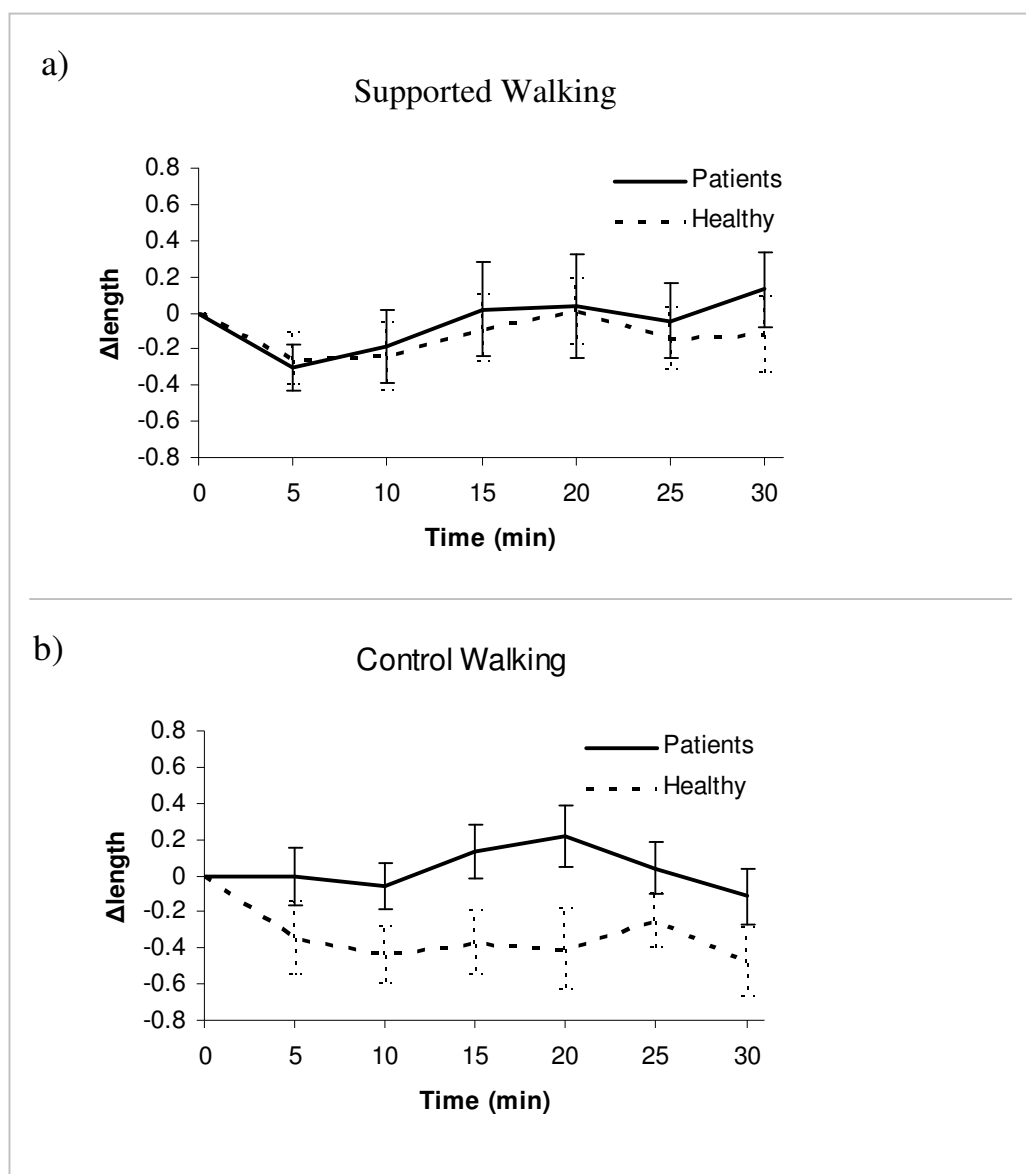 a)
Supported Walking
Patients
Healthy
0.8
0.6
0.4
0.2
0
-0.2
-0.4
-0.6
-0.8
Δlength
0 5 10 15 20 25 30
Time (min)
b)
Control Walking
Patients
Healthy
0.8
0.6
0.4
0.2
0
-0.2
-0.4
-0.6
-0.8
Δlength
0 5 10 15 20 25 30
Time (min)